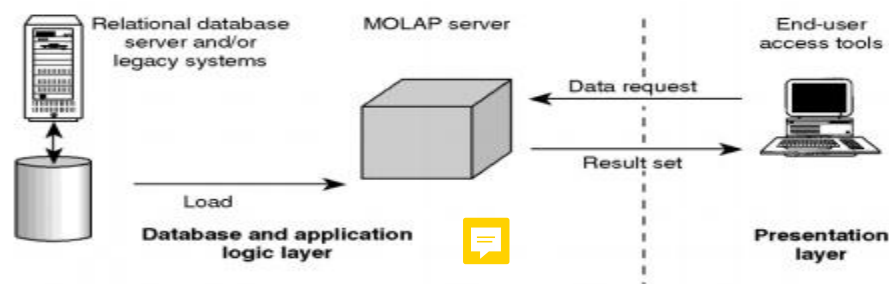 Relational database
server and/or
legacy systems
MOLAP server
End-user
access tools
Data request
Result set
Load
Database and application
logic layer
Presentation
layer